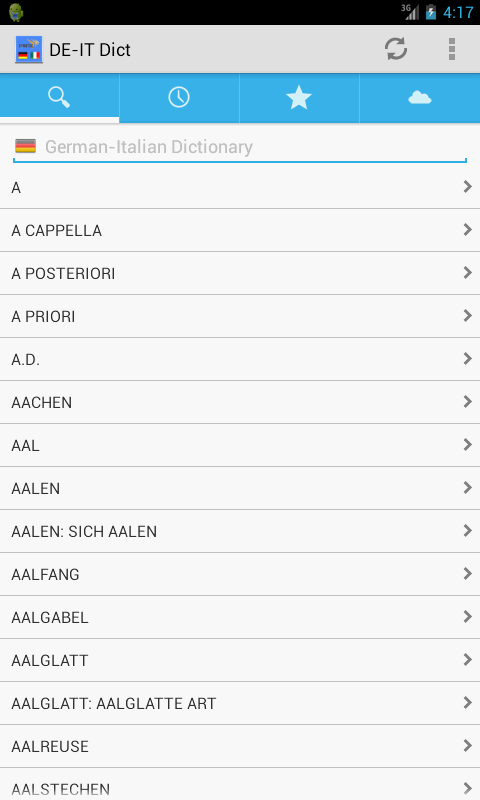 3G 4:17
DE-IT Dict
German-Italian Dictionary
A
A CAPPELLA
A POSTERIORI
A PRIORI
A.D.
AACHEN
AAL
AALEN
AALEN: SICH AALEN
AALFANG
AALGABEL
AALGLATT
AALGLATT: AALGLATTE ART
AALREUSE
AALSTECHEN